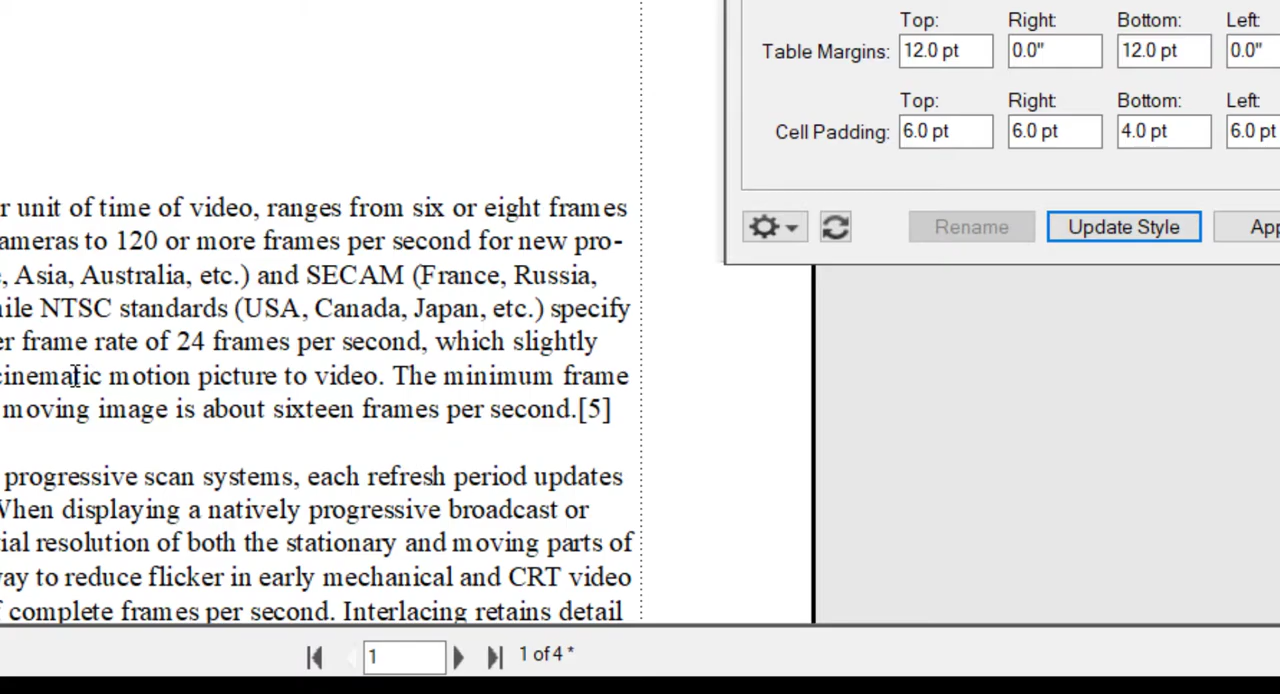 Top: Right: Bottom: Left:
Table Margins: 12.0 pt 0.0" 12.0 pt 0.0"
Top: Right: Bottom: Left:
Cell Padding: 6.0 pt 6.0 pt 4.0 pt 6.0 pt
Rename Update Style
unit of time of video, ranges from six or eight frames
to 120 or more frames per second for new pro-
Asia, Australia, etc.) and SECAM (France, Russia,
NTSC standards (USA, Canada, Japan, etc.) specify
frame rate of 24 frames per second, which slightly
cinematic motion picture to video. The minimum frame
moving image is about sixteen frames per second.[5]
progressive scan systems, each refresh period updates
When displaying a natively progressive broadcast or
resolution of both the stationary and moving parts of
to reduce flicker in early mechanical and CRT video
complete frames per second. Interlacing retains detail
1 1 of 4 *